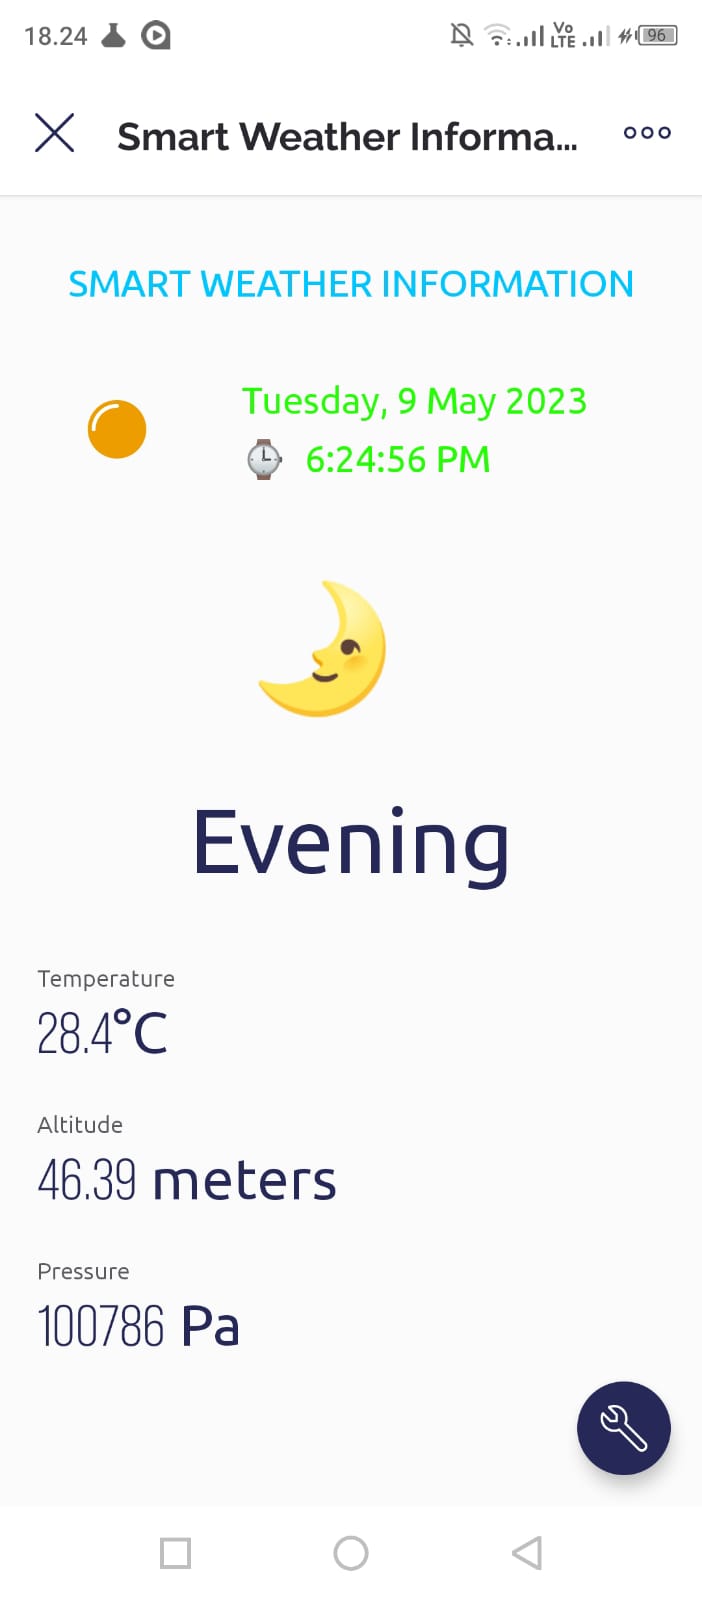 18.24
Vo
LTE
96
Smart Weather Informa...
SMART WEATHER INFORMATION
Tuesday, 9 May 2023
6:24:56 PM
Evening
Temperature
28.4°C
Altitude
46.39 meters
Pressure
100786 Pa